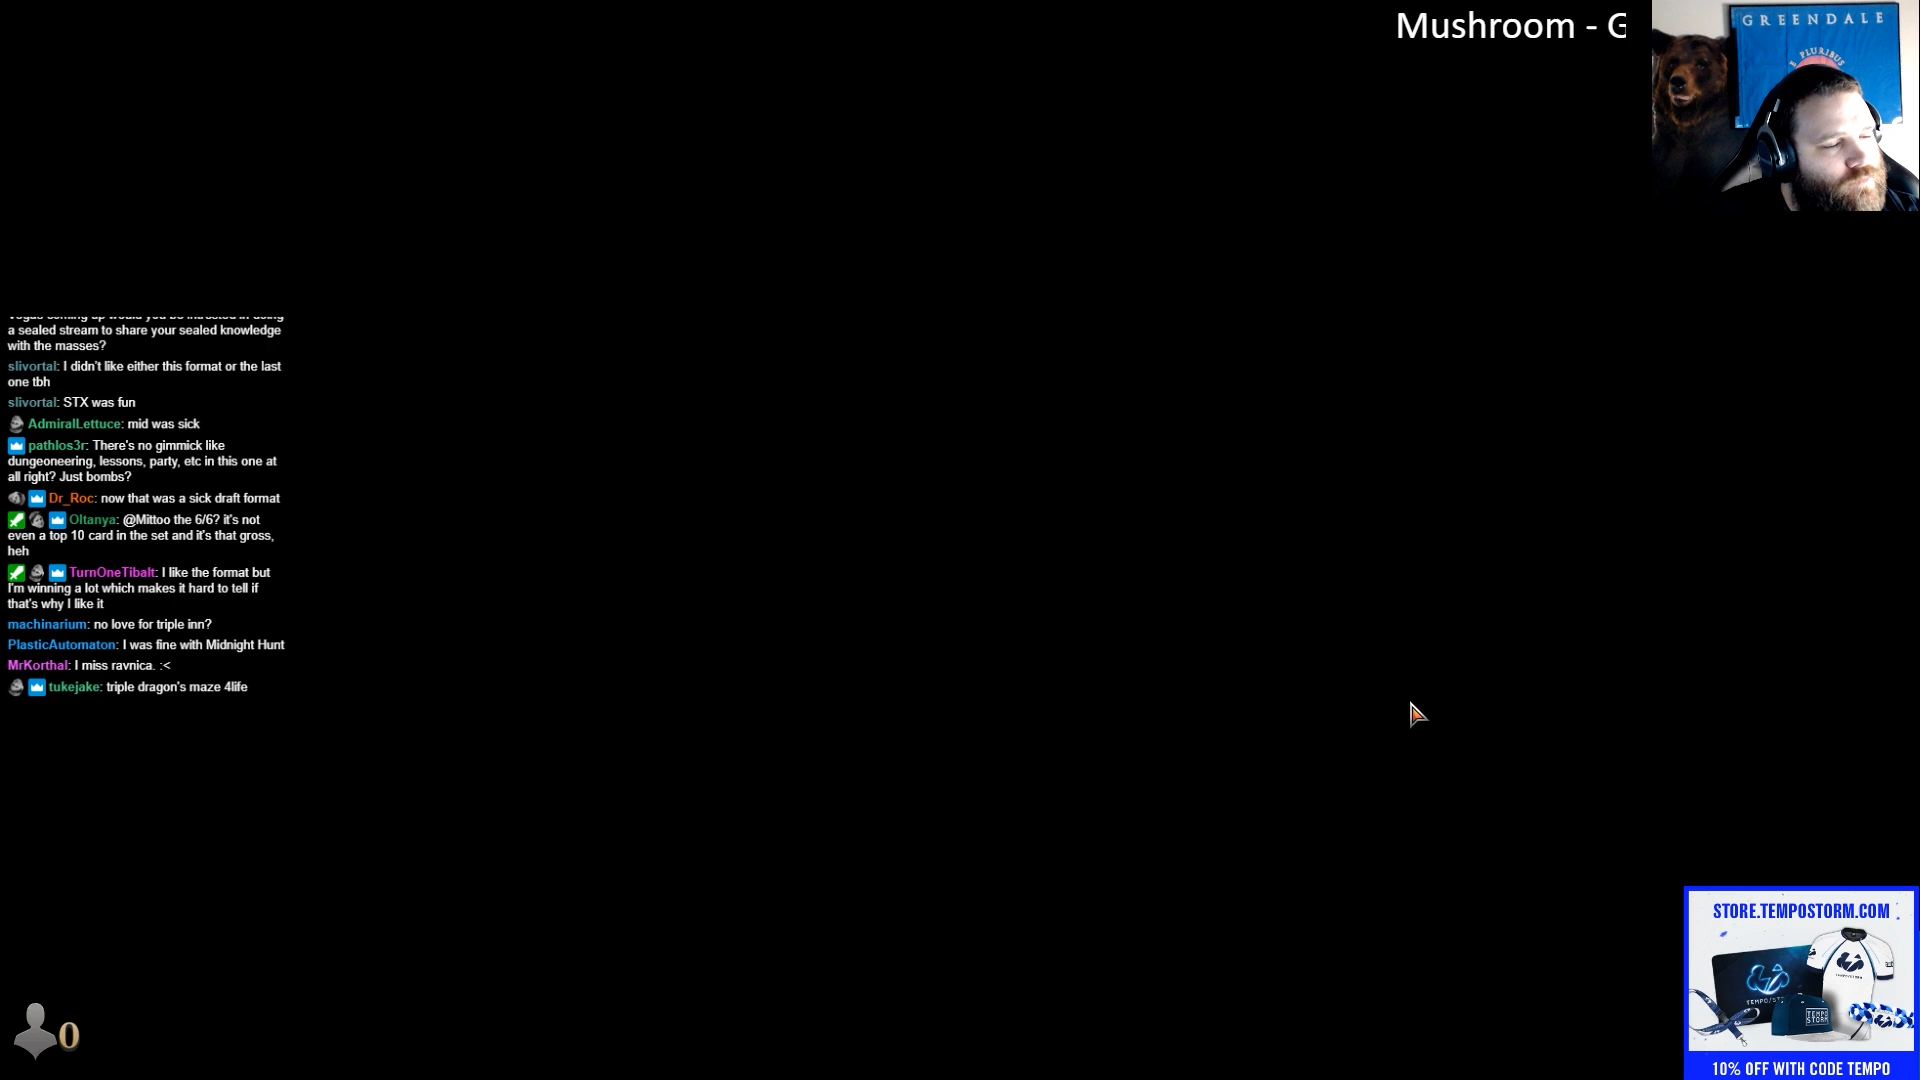 Mushroom - G
GREENDALE
E PLURIBUS
a sealed stream to share your sealed knowledge
with the masses?
slivortal: I didn't like either this format or the last
one tbh
slivortal: STX was fun
AdmiralLettuce: mid was sick
pathlos3r: There's no gimmick like
dungeoneering, lessons, party, etc in this one at
all right? Just bombs?
Dr_Roc: now that was a sick draft format
Oltanya: @Mittoo the 6/6? it's not
even a top 10 card in the set and it's that gross,
heh
TurnOneTibalt: I like the format but
I'm winning a lot which makes it hard to tell if
that's why I like it
machinarium: no love for triple inn?
PlasticAutomaton: I was fine with Midnight Hunt
MrKorthal: I miss ravnica. :<
tukejake: triple dragon's maze 4life
0
STORE.TEMPOSTORM.COM
TEMPO
STORM
10% OFF WITH CODE TEMPO